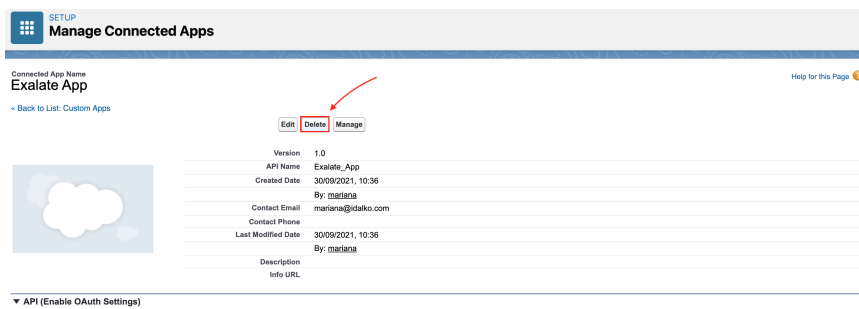 SETUP
Manage Connected Apps
Connected App Name
Exalate App
Help for this Page
« Back to List: Custom Apps
Edit Delete Manage
Version 1.0
API Name Exalate_App
Created Date 30/09/2021, 10:36
By: mariana
Contact Email mariana@idalko.com
Contact Phone
Last Modified Date 30/09/2021, 10:36
By: mariana
Description
Info URL
▼ API (Enable OAuth Settings)